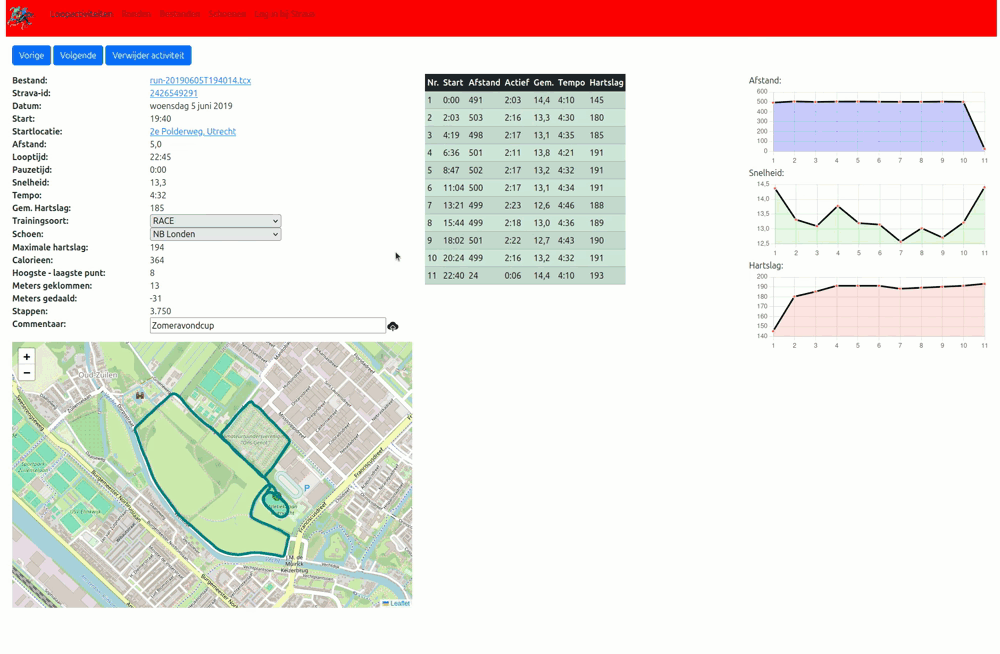 Loopactiviteiten Routes Bestanden Statistiek Log in bij Strava
Vorige Volgende Verwijder activiteit
Bestand: run-20190605T194014.tcx
Strava-id: 2426549291
Datum: woensdag 5 juni 2019
Start: 19:40
Startlocatie: 2e Polderweg, Utrecht
Afstand: 5,0
Looptijd: 22:45
Pauzetijd: 0:00
Snelheid: 13,3
Tempo: 4:32
Gem. Hartslag: 185
Trainingsoort: RACE
Schoen: NB Londen
Maximale hartslag: 194
Calorieen: 364
Hoogste - laagste punt: 8
Meters geklommen: 13
Meters gedaald: -31
Stappen: 3.750
Commentaar: Zomeravondcup
+
−
Oud-Zuilen
P
Franciscusdreef
Burgemeester Norbruislaan
J.M. de
Muinck
Keizerbrug
Leaflet
Nr. Start Afstand Actief Gem. Tempo Hartslag
1 0:00 491 2:03 14,4 4:10 145
2 2:03 503 2:16 13,3 4:30 180
3 4:19 498 2:17 13,1 4:35 185
4 6:36 501 2:11 13,8 4:21 191
5 8:47 502 2:17 13,2 4:32 191
6 11:04 500 2:17 13,1 4:34 191
7 13:21 499 2:23 12,6 4:46 188
8 15:44 499 2:18 13,0 4:36 189
9 18:02 501 2:22 12,7 4:43 190
10 20:24 499 2:16 13,2 4:32 191
11 22:40 24 0:06 14,4 4:10 193
Afstand:
600
500
400
300
200
100
0
1 2 3 4 5 6 7 8 9 10 11
Snelheid:
14,5
14,0
13,5
13,0
12,5
1 2 3 4 5 6 7 8 9 10 11
Hartslag:
200
190
180
170
160
150
140
1 2 3 4 5 6 7 8 9 10 11